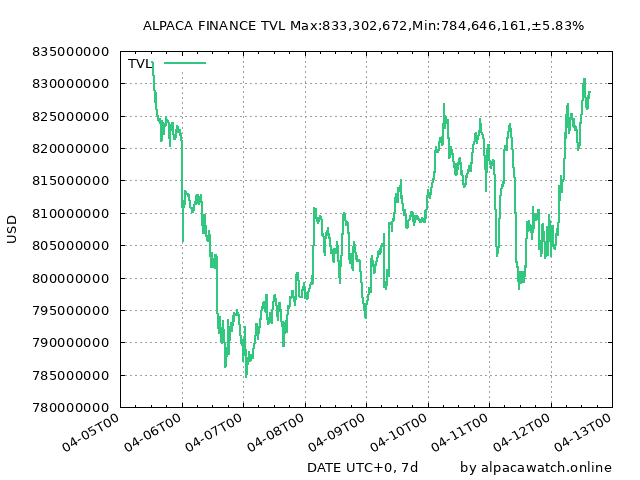 ALPACA FINANCE TVL Max:833,302,672,Min:784,646,161,±5.83%
835000000
TVL
830000000
825000000
820000000
815000000
810000000
805000000
800000000
795000000
790000000
785000000
780000000
USD
04-05T00
04-06T00
04-07T00
04-08T00
04-09T00
04-10T00
04-11T00
04-12T00
04-13T00
DATE UTC+0, 7d
by alpacawatch.online